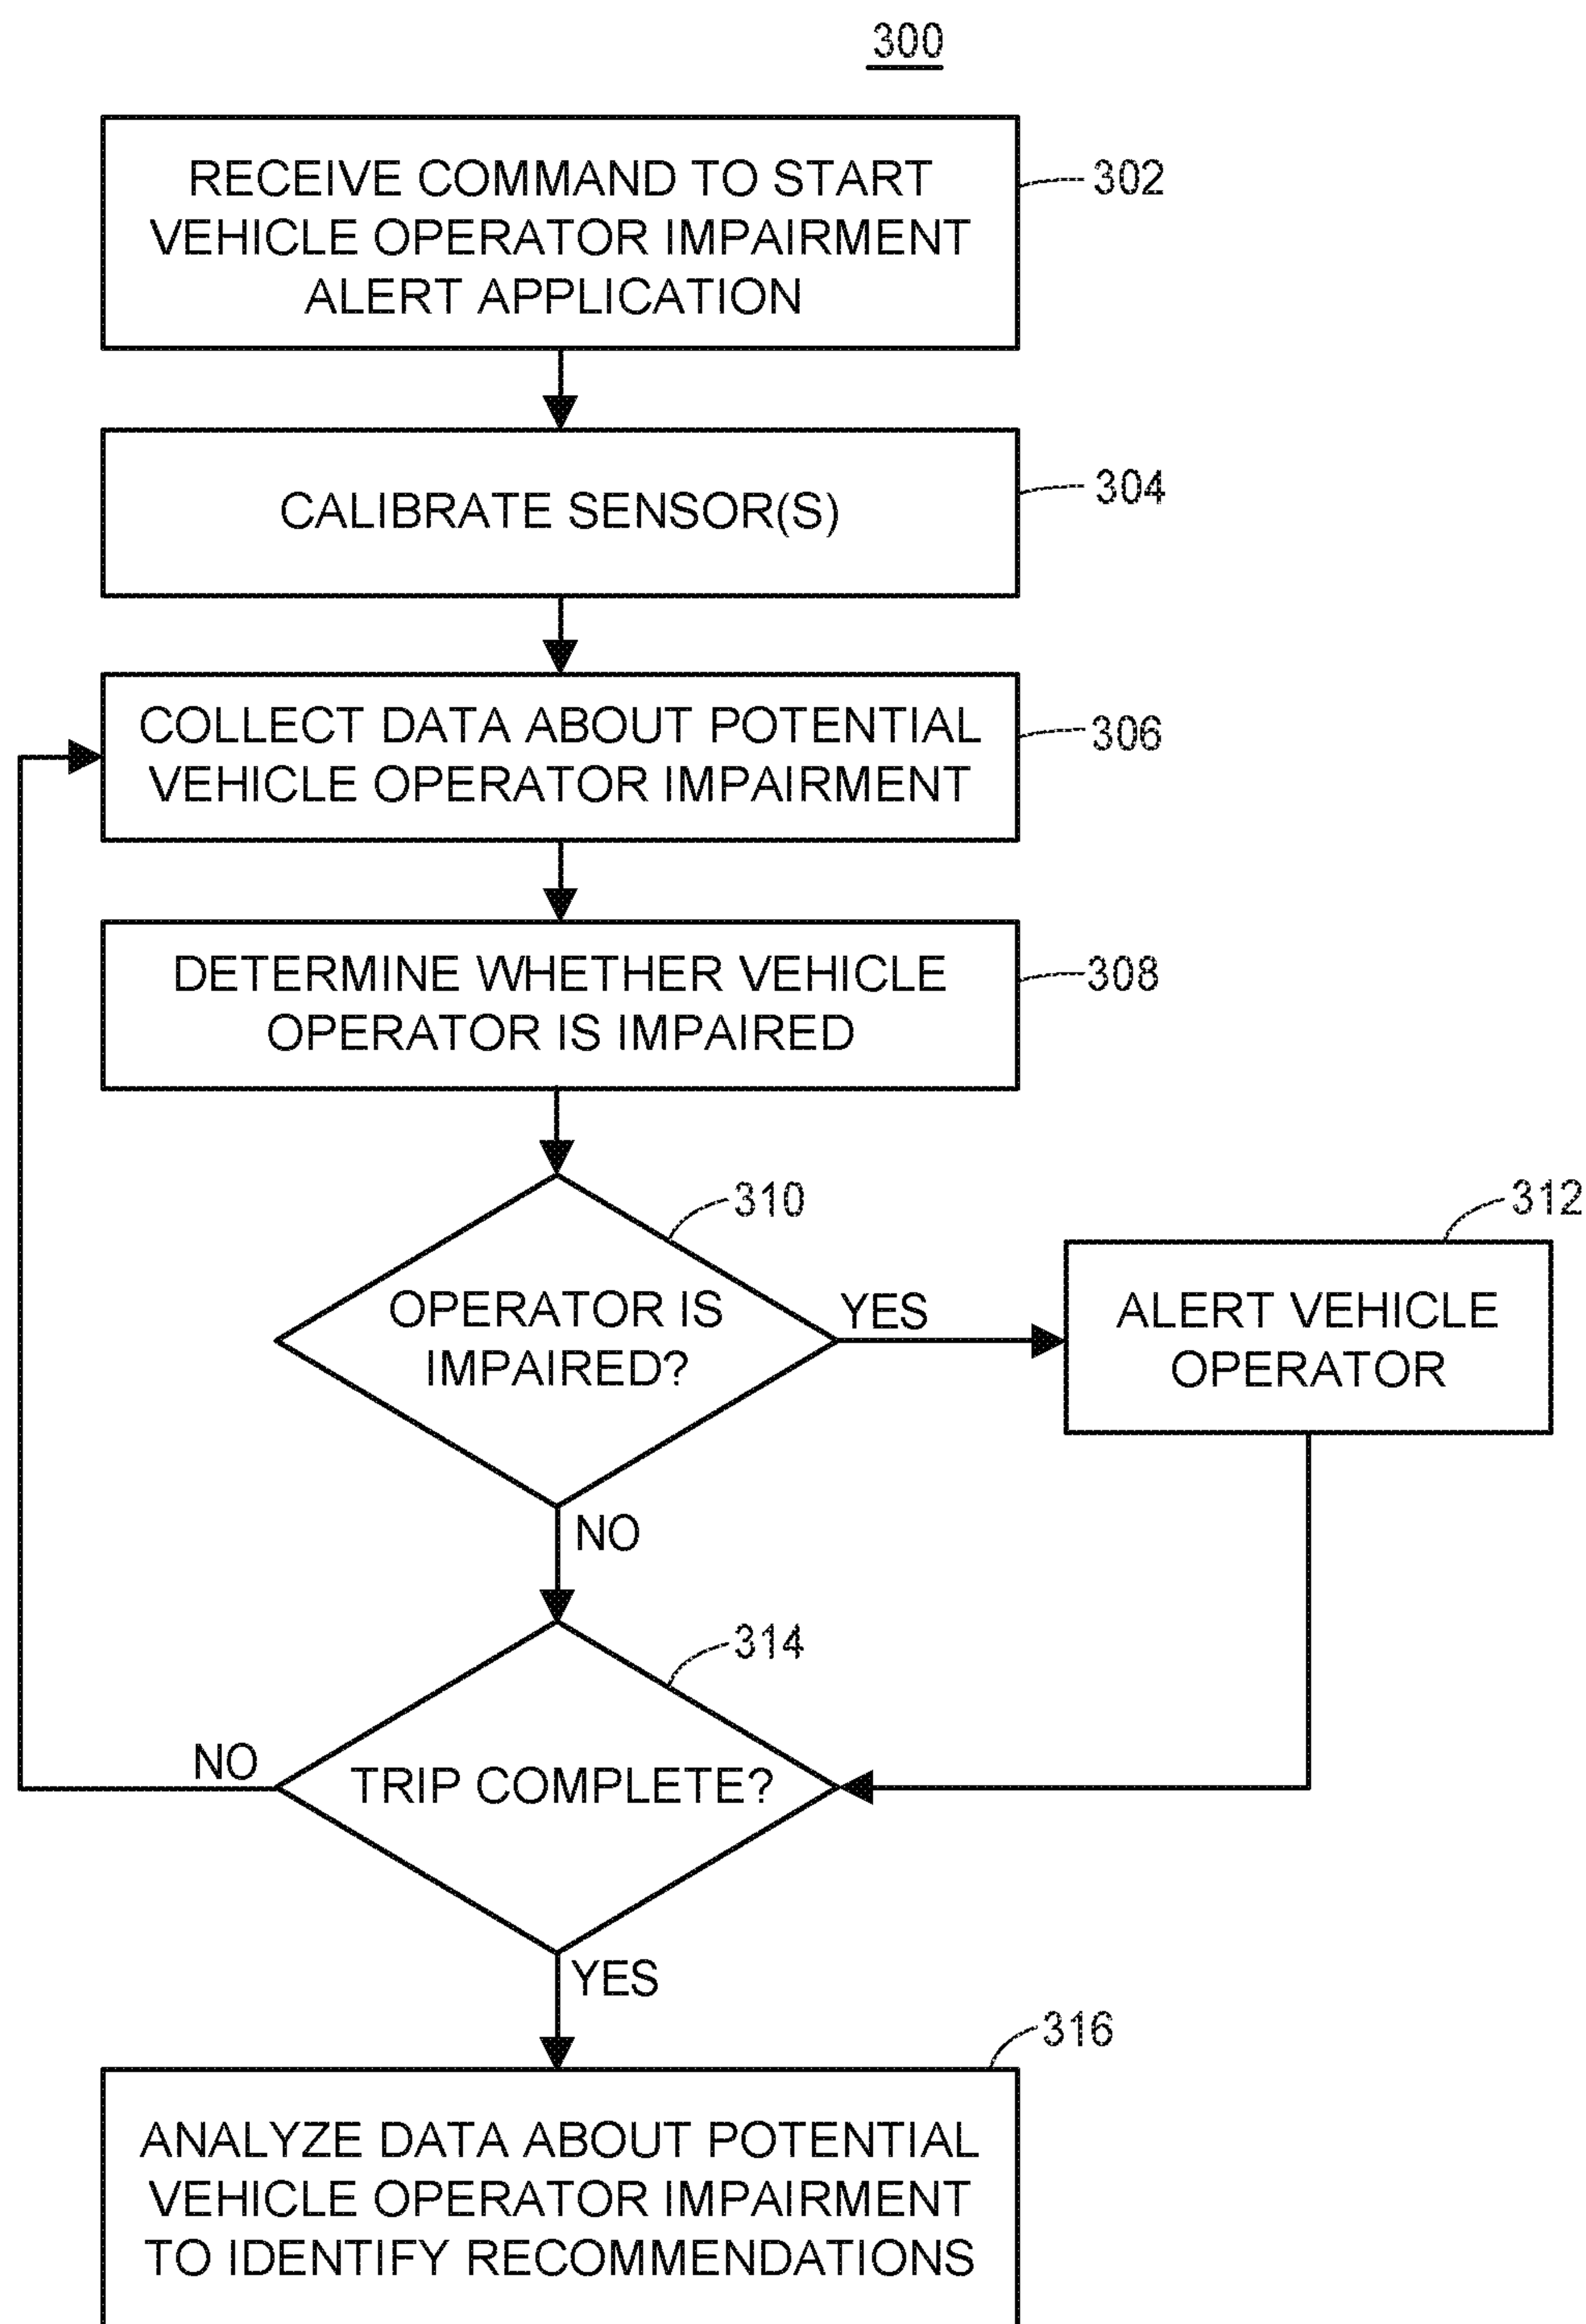 300
RECEIVE COMMAND TO START
VEHICLE OPERATOR IMPAIRMENT
ALERT APPLICATION
302
CALIBRATE SENSOR(S)
304
COLLECT DATA ABOUT POTENTIAL
VEHICLE OPERATOR IMPAIRMENT
306
DETERMINE WHETHER VEHICLE
OPERATOR IS IMPAIRED
308
310
OPERATOR IS
IMPAIRED?
YES
312
ALERT VEHICLE
OPERATOR
NO
314
TRIP COMPLETE?
NO
YES
316
ANALYZE DATA ABOUT POTENTIAL
VEHICLE OPERATOR IMPAIRMENT
TO IDENTIFY RECOMMENDATIONS